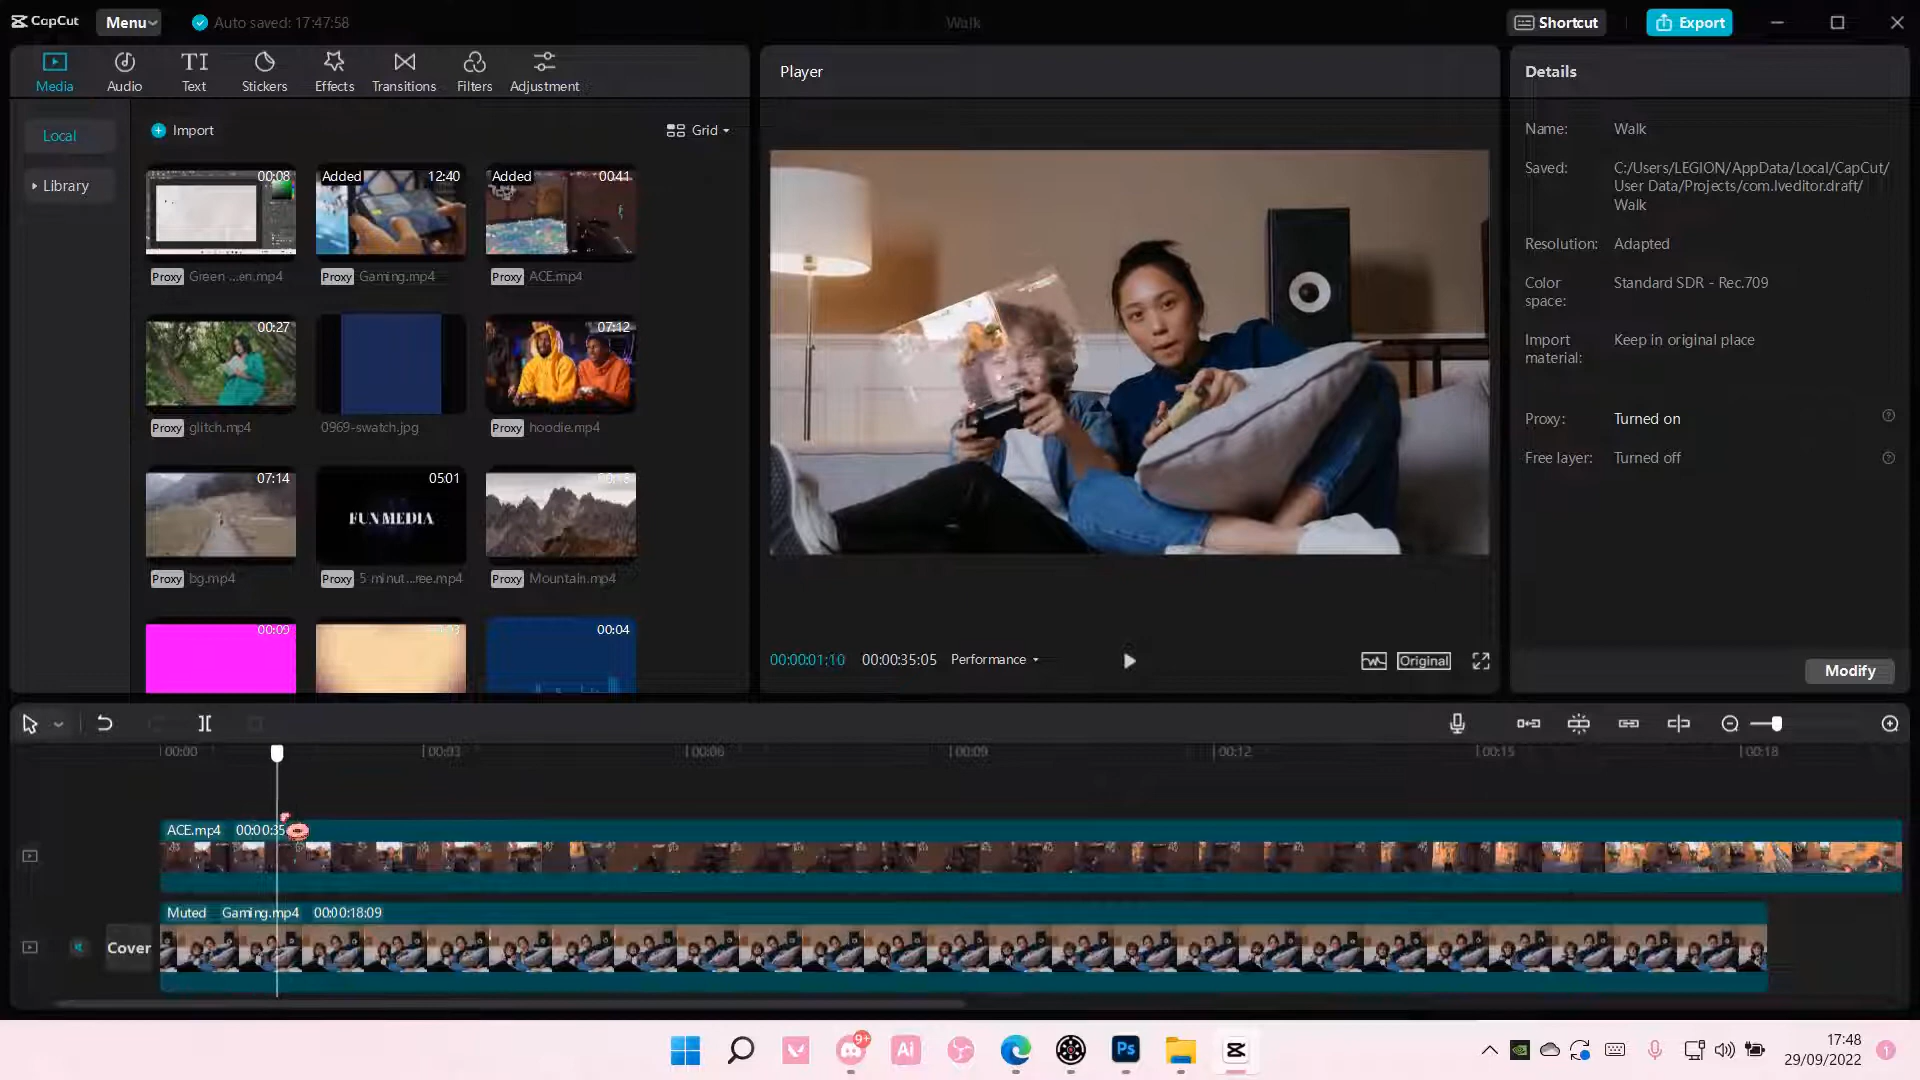 CapCut
Menu
Auto saved: 17:47:58
Walk
Shortcut
Export
Media
Audio
TI
Text
Stickers
Effects
Transitions
Filters
Adjustment
Local
Library
Import
Grid
00:08
Proxy
Green ...en.mp4
Added
12:40
Proxy
Gaming.mp4
Added
00:41
Proxy
ACE.mp4
00:27
Proxy
glitch.mp4
0969-swatch.jpg
07:12
Proxy
hoodie.mp4
07:14
Proxy
bg.mp4
05:01
FUN MEDIA
Proxy
5 minut...ree.mp4
Proxy
Mountain.mp4
00:09
00:04
Player
00:00:01:10
00:00:35:05
Performance
Original
Details
Name:
Walk
Saved:
C:/Users/LEGION/AppData/Local/CapCut/
User Data/Projects/com.lveditor.draft/
Walk
Resolution:
Adapted
Color
space:
Standard SDR - Rec.709
Import
material:
Keep in original place
Proxy:
Turned on
Free layer:
Turned off
Modify
00:00
00:03
00:06
00:09
00:12
00:15
00:18
ACE.mp4
00:00:35
Muted
Gaming.mp4
00:00:18:09
Cover
9+
Ai
Ps
17:48
29/09/2022
1